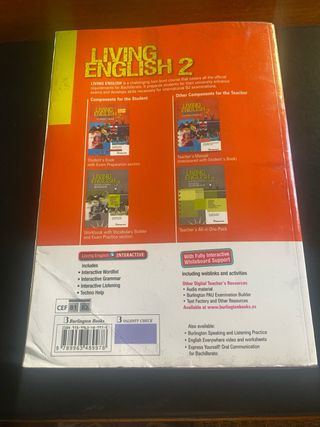 LIVING
ENGLISH 2
LIVING ENGLISH is a challenging two-level course that covers all the official
requirements for Bachillerato. It prepares students for their university entrance
exams and develops skills necessary for international B2 examinations.
Components for the Student
Other Components for the Teacher
Student's Book
with Exam Preparation section
Teacher's Manual
(interleaved with Student's Book)
Workbook with Vocabulary Builder
and Exam Practice section
Teacher's All-in-One Pack
Living English INTERACTIVE
Includes
• Interactive Wordlist
• Interactive Grammar
• Interactive Listening
• Techno Help
With Fully Interactive
Whiteboard Support
Including weblinks and activities
Other Digital Teacher's Resources
• Audio material
• Burlington PAU Examination Builder
• Test Factory and Other Resources
Available at www.burlingtonbooks.es
CEF B1 B2
Burlington Books
VALIDITY CHECK
Also available:
• Burlington Speaking and Listening Practice
• English Everywhere video and worksheets
• Express Yourself! Oral Communication
for Bachillerato
9 789963 489978